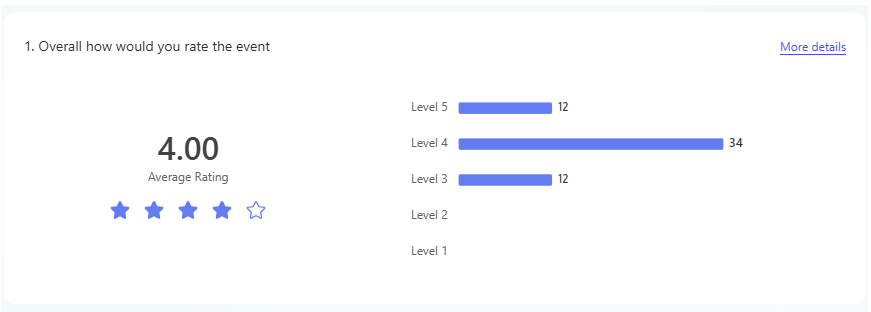 1. Overall how would you rate the event
More details
4.00
Average Rating
Level 5 12
Level 4 34
Level 3 12
Level 2
Level 1